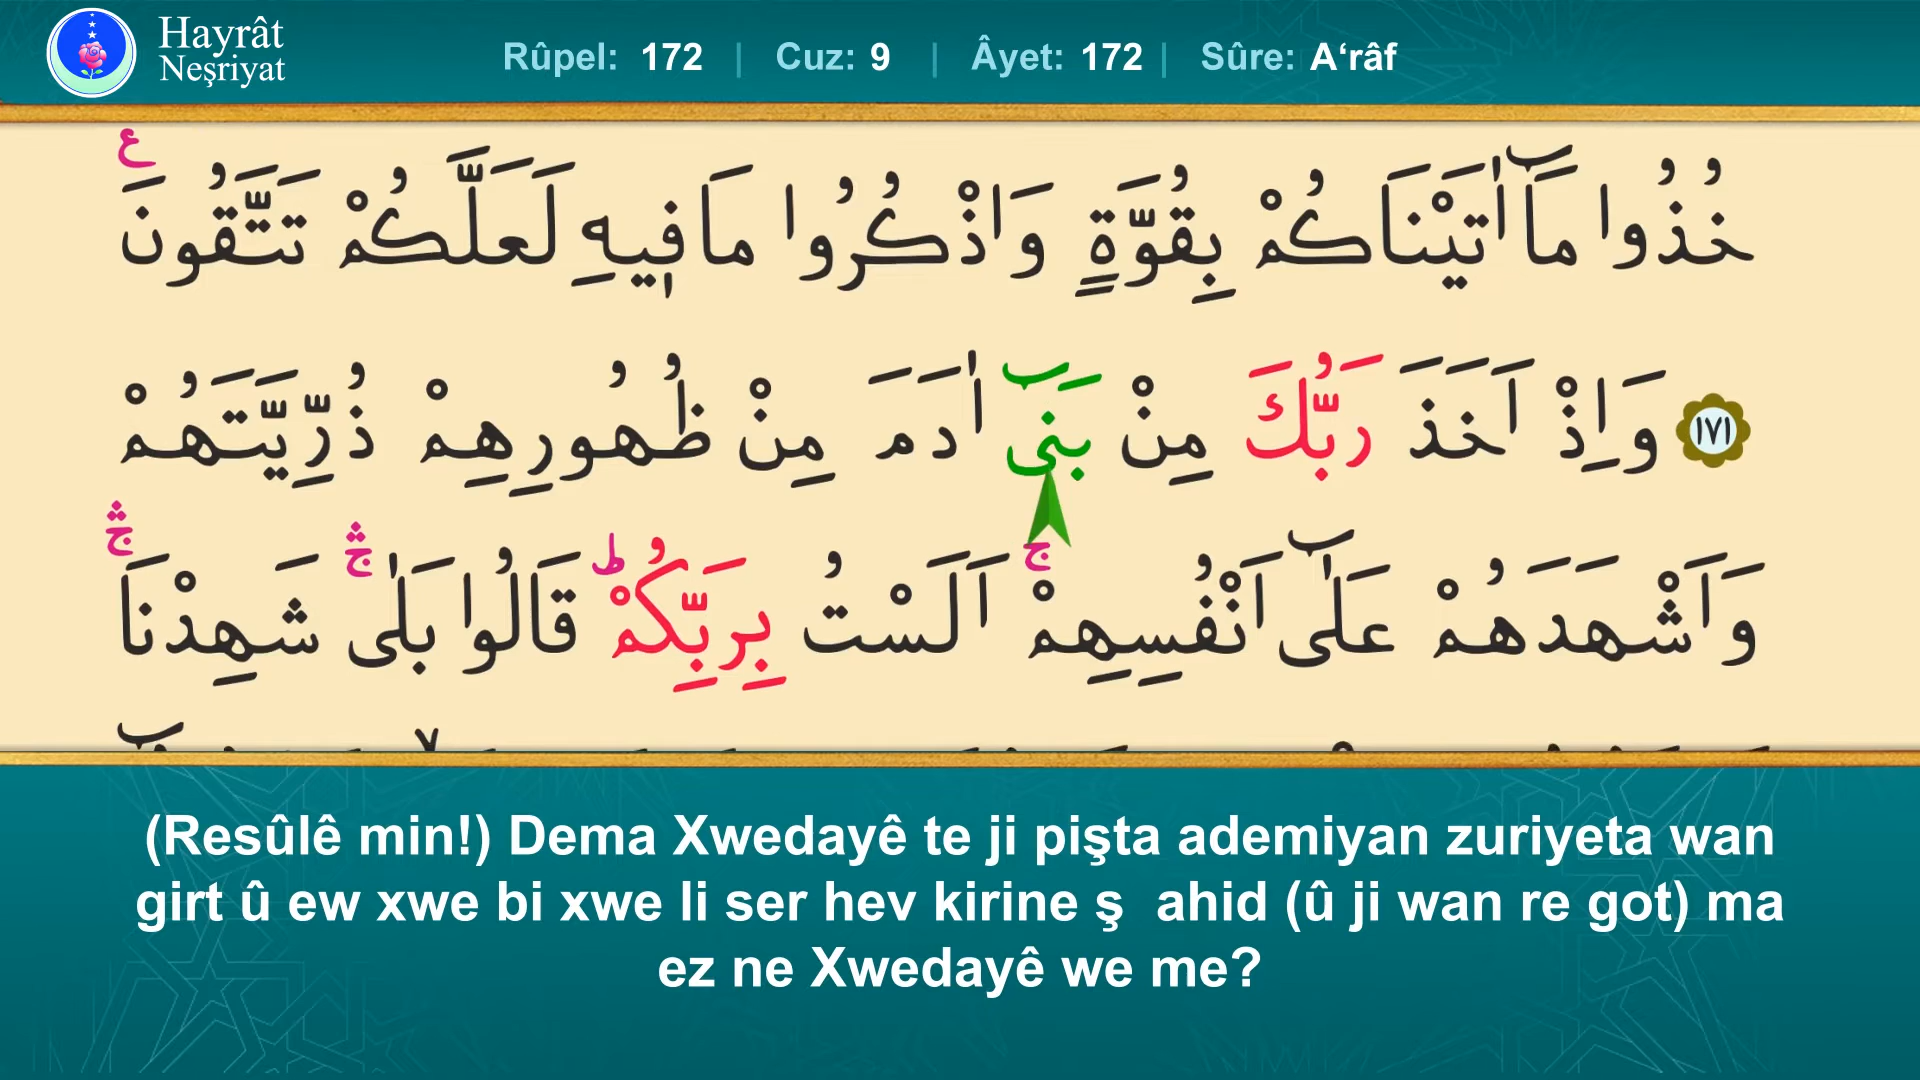 Hayrât
Neşriyat
Rûpel: 172 | Cuz: 9 | Âyet: 172 | Sûre: A‘râf
ع
خُذُوا مَٓا اٰتَيْنَاكُمْ بِقُوَّةٍ وَاذْكُرُوا مَا ف۪يهِ لَعَلَّكُمْ تَتَّقُونَ
﴿١٧١﴾ وَاِذْ اَخَذَ رَبُّكَ مِنْ بَنَٓى اٰدَمَ مِنْ ظُهُورِهِمْ ذُرِّيَّتَهُمْ
وَاَشْهَدَهُمْ عَلٰٓى اَنْفُسِهِمْۚ اَلَسْتُ بِرَبِّكُمْۜ قَالُوا بَلٰىۛ شَهِدْنَاۛ
(Resûlê min!) Dema Xwedayê te ji pişta ademiyan zuriyeta wan
girt û ew xwe bi xwe li ser hev kirine ş ahid (û ji wan re got) ma
ez ne Xwedayê we me?